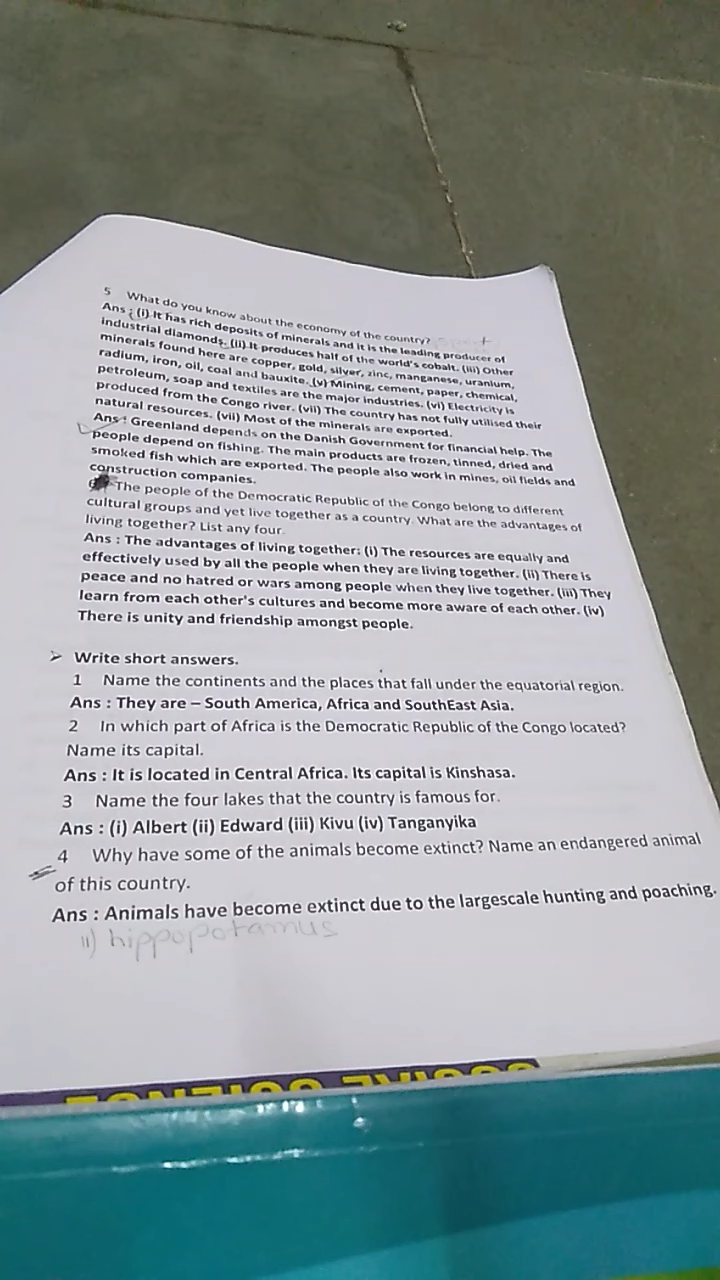 5 What do you know about the economy of the country?
Ans : (i) It has rich deposits of minerals and it is the leading producer of
industrial diamonds. (ii) It produces half of the world's cobalt. (iii) Other
minerals found here are copper, gold, silver, zinc, manganese, uranium,
radium, iron, oil, coal and bauxite. (v) Mining, cement, paper, chemical,
petroleum, soap and textiles are the major industries. (vi) Electricity is
produced from the Congo river. (vii) The country has not fully utilised their
natural resources. (vii) Most of the minerals are exported.
Ans : Greenland depends on the Danish Government for financial help. The
people depend on fishing. The main products are frozen, tinned, dried and
smoked fish which are exported. The people also work in mines, oil fields and
construction companies.
The people of the Democratic Republic of the Congo belong to different
cultural groups and yet live together as a country. What are the advantages of
living together? List any four.
Ans : The advantages of living together: (i) The resources are equally and
effectively used by all the people when they are living together. (ii) There is
peace and no hatred or wars among people when they live together. (iii) They
learn from each other's cultures and become more aware of each other. (iv)
There is unity and friendship amongst people.
➢ Write short answers.
1 Name the continents and the places that fall under the equatorial region.
Ans : They are – South America, Africa and SouthEast Asia.
2 In which part of Africa is the Democratic Republic of the Congo located?
Name its capital.
Ans : It is located in Central Africa. Its capital is Kinshasa.
3 Name the four lakes that the country is famous for.
Ans : (i) Albert (ii) Edward (iii) Kivu (iv) Tanganyika
4 Why have some of the animals become extinct? Name an endangered animal
of this country.
Ans : Animals have become extinct due to the largescale hunting and poaching.
ii) hippopotamus